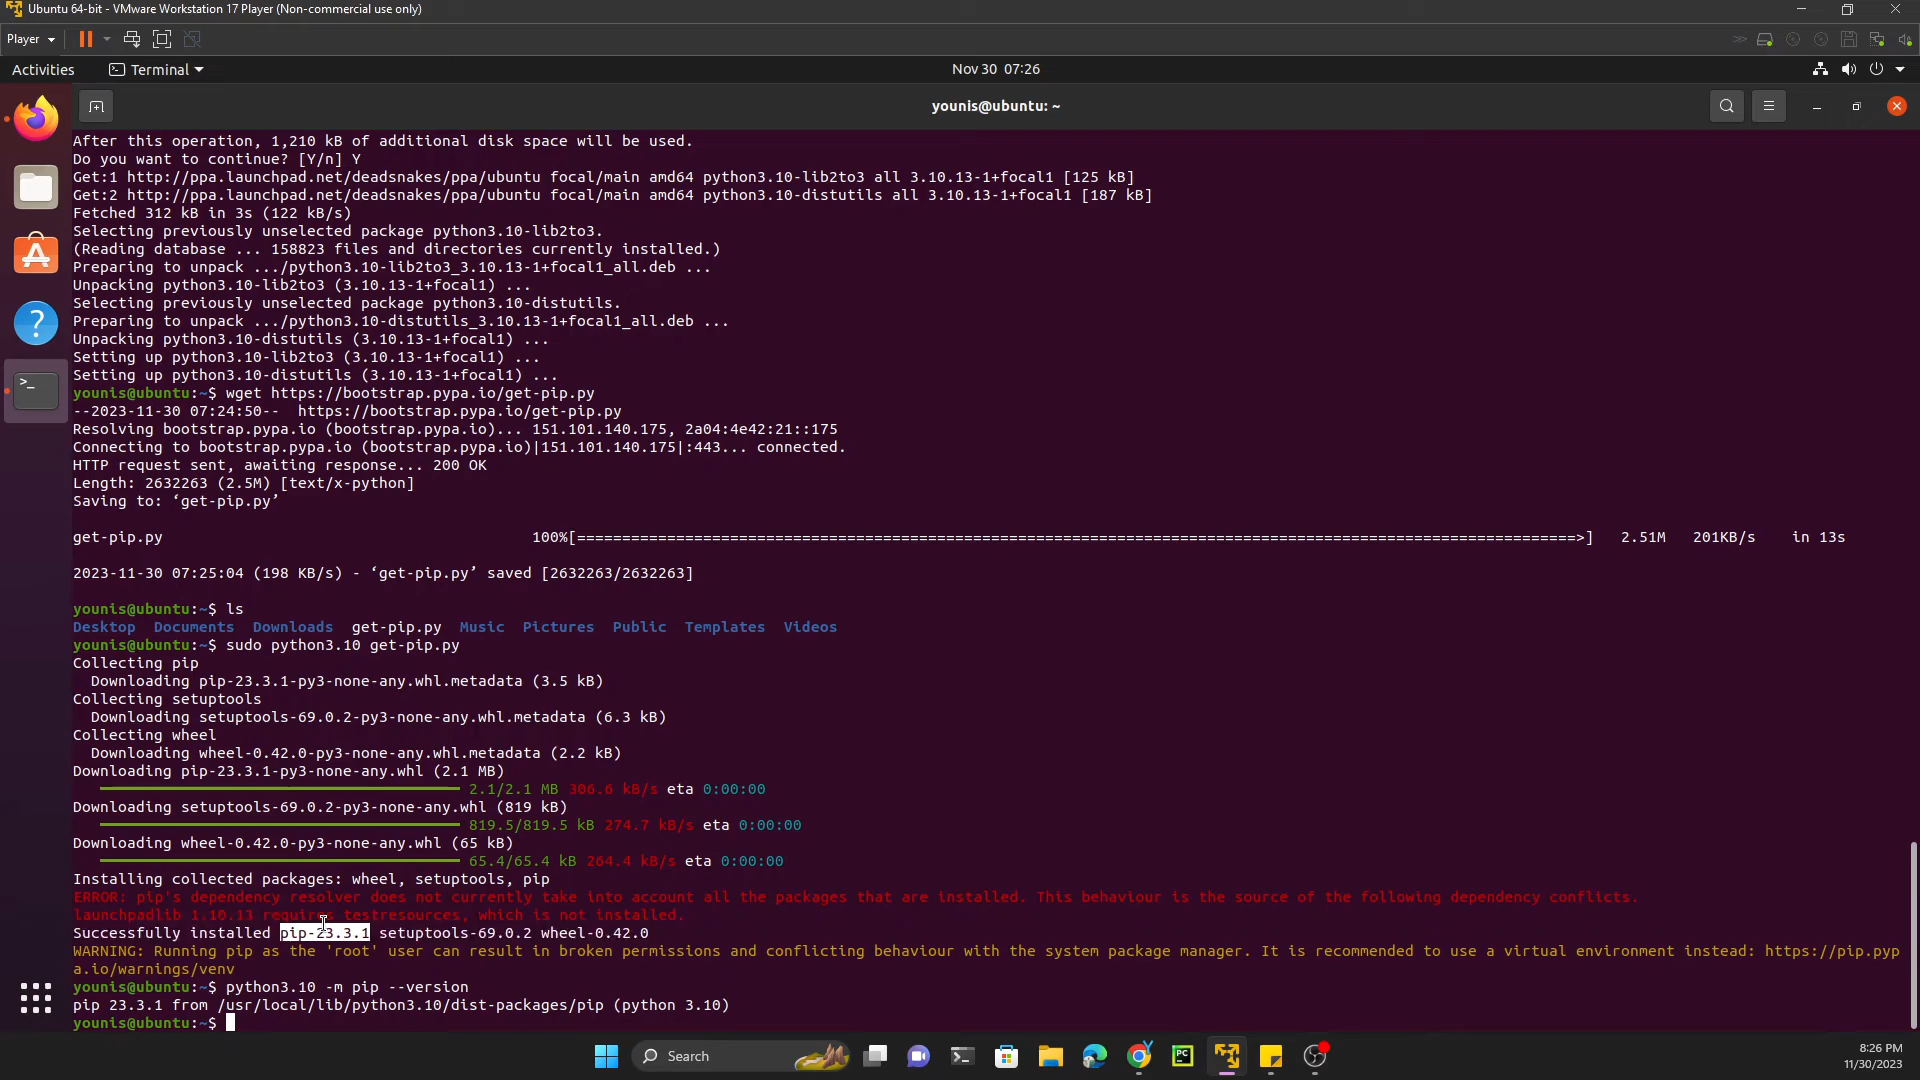 Ubuntu 64-bit - VMware Workstation 17 Player (Non-commercial use only)
Player
Activities
Terminal
Nov 30 07:26
younis@ubuntu: ~
After this operation, 1,210 kB of additional disk space will be used.
Do you want to continue? [Y/n] Y
Get:1 http://ppa.launchpad.net/deadsnakes/ppa/ubuntu focal/main amd64 python3.10-lib2to3 all 3.10.13-1+focal1 [125 kB]
Get:2 http://ppa.launchpad.net/deadsnakes/ppa/ubuntu focal/main amd64 python3.10-distutils all 3.10.13-1+focal1 [187 kB]
Fetched 312 kB in 3s (122 kB/s)
Selecting previously unselected package python3.10-lib2to3.
(Reading database ... 158823 files and directories currently installed.)
Preparing to unpack .../python3.10-lib2to3_3.10.13-1+focal1_all.deb ...
Unpacking python3.10-lib2to3 (3.10.13-1+focal1) ...
Selecting previously unselected package python3.10-distutils.
Preparing to unpack .../python3.10-distutils_3.10.13-1+focal1_all.deb ...
Unpacking python3.10-distutils (3.10.13-1+focal1) ...
Setting up python3.10-lib2to3 (3.10.13-1+focal1) ...
Setting up python3.10-distutils (3.10.13-1+focal1) ...
younis@ubuntu:~$ wget https://bootstrap.pypa.io/get-pip.py
--2023-11-30 07:24:50--  https://bootstrap.pypa.io/get-pip.py
Resolving bootstrap.pypa.io (bootstrap.pypa.io)... 151.101.140.175, 2a04:4e42:21::175
Connecting to bootstrap.pypa.io (bootstrap.pypa.io)|151.101.140.175|:443... connected.
HTTP request sent, awaiting response... 200 OK
Length: 2632263 (2.5M) [text/x-python]
Saving to: ‘get-pip.py’
get-pip.py 100%[===============================================================================================================>] 2.51M 201KB/s in 13s
2023-11-30 07:25:04 (198 KB/s) - ‘get-pip.py’ saved [2632263/2632263]
younis@ubuntu:~$ ls
Desktop Documents Downloads get-pip.py Music Pictures Public Templates Videos
younis@ubuntu:~$ sudo python3.10 get-pip.py
Collecting pip
Downloading pip-23.3.1-py3-none-any.whl.metadata (3.5 kB)
Collecting setuptools
Downloading setuptools-69.0.2-py3-none-any.whl.metadata (6.3 kB)
Collecting wheel
Downloading wheel-0.42.0-py3-none-any.whl.metadata (2.2 kB)
Downloading pip-23.3.1-py3-none-any.whl (2.1 MB)
2.1/2.1 MB 306.6 kB/s eta 0:00:00
Downloading setuptools-69.0.2-py3-none-any.whl (819 kB)
819.5/819.5 kB 274.7 kB/s eta 0:00:00
Downloading wheel-0.42.0-py3-none-any.whl (65 kB)
65.4/65.4 kB 264.4 kB/s eta 0:00:00
Installing collected packages: wheel, setuptools, pip
ERROR: pip's dependency resolver does not currently take into account all the packages that are installed. This behaviour is the source of the following dependency conflicts.
launchpadlib 1.10.13 requires testresources, which is not installed.
Successfully installed pip-23.3.1 setuptools-69.0.2 wheel-0.42.0
WARNING: Running pip as the 'root' user can result in broken permissions and conflicting behaviour with the system package manager. It is recommended to use a virtual environment instead: https://pip.pyp
a.io/warnings/venv
younis@ubuntu:~$ python3.10 -m pip --version
pip 23.3.1 from /usr/local/lib/python3.10/dist-packages/pip (python 3.10)
younis@ubuntu:~$
Search
PC
8:26 PM
11/30/2023